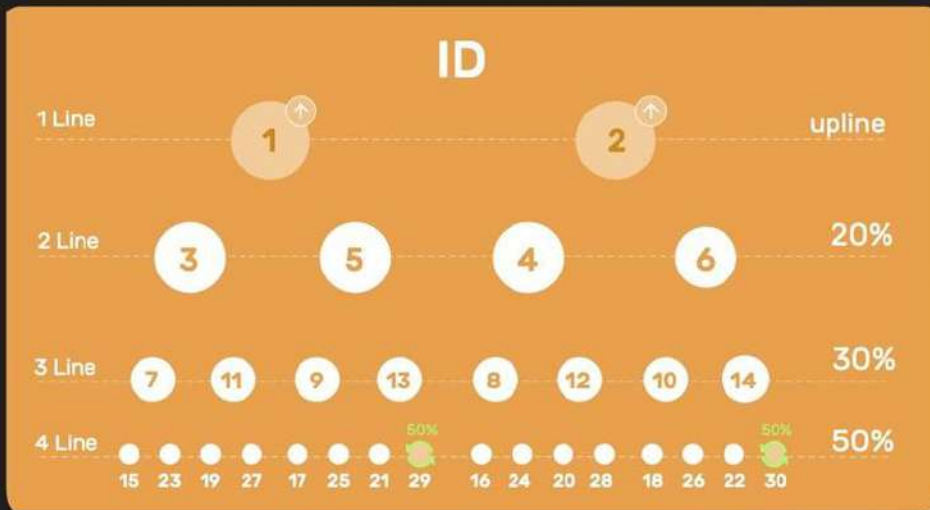 ID
1 Line 1 2 upline
2 Line 3 5 4 6 20%
3 Line 7 11 9 13 8 12 10 14 30%
50% 50%
4 Line 50%
15 23 19 27 17 25 21 29 16 24 20 28 18 26 22 30